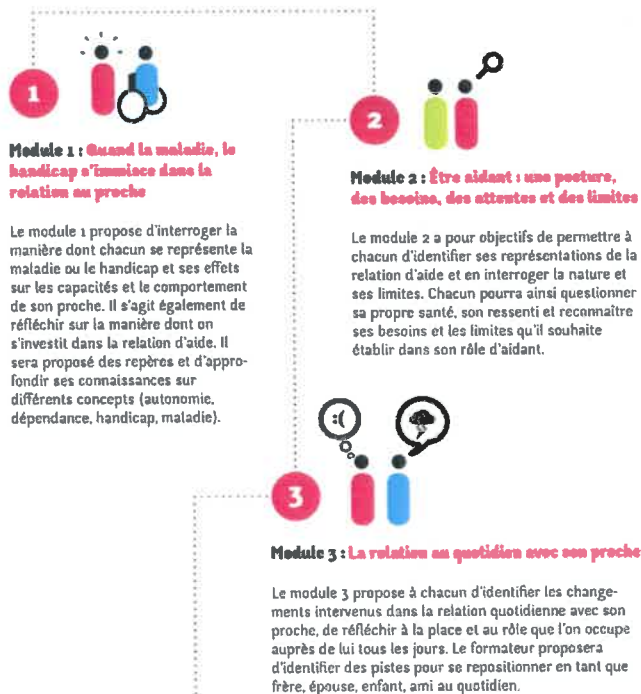 1
Module 1 : Quand la maladie, le
handicap s'immisce dans la
relation au proche
Le module 1 propose d'interroger la
manière dont chacun se représente la
maladie ou le handicap et ses effets
sur les capacités et le comportement
de son proche. Il s'agit également de
réfléchir sur la manière dont on
s'investit dans la relation d'aide. Il
sera proposé des repères et d'appro-
fondir ses connaissances sur
différents concepts (autonomie,
dépendance, handicap, maladie).
2
Module 2 : Être aidant : une posture,
des besoins, des attentes et des limites
Le module 2 a pour objectifs de permettre à
chacun d'identifier ses représentations de la
relation d'aide et en interroger la nature et
ses limites. Chacun pourra ainsi questionner
sa propre santé, son ressenti et reconnaître
ses besoins et les limites qu'il souhaite
établir dans son rôle d'aidant.
:(
3
Module 3 : La relation au quotidien avec son proche
Le module 3 propose à chacun d'identifier les change-
ments intervenus dans la relation quotidienne avec son
proche, de réfléchir à la place et au rôle que l'on occupe
auprès de lui tous les jours. Le formateur proposera
d'identifier des pistes pour se repositionner en tant que
frère, épouse, enfant, ami au quotidien.